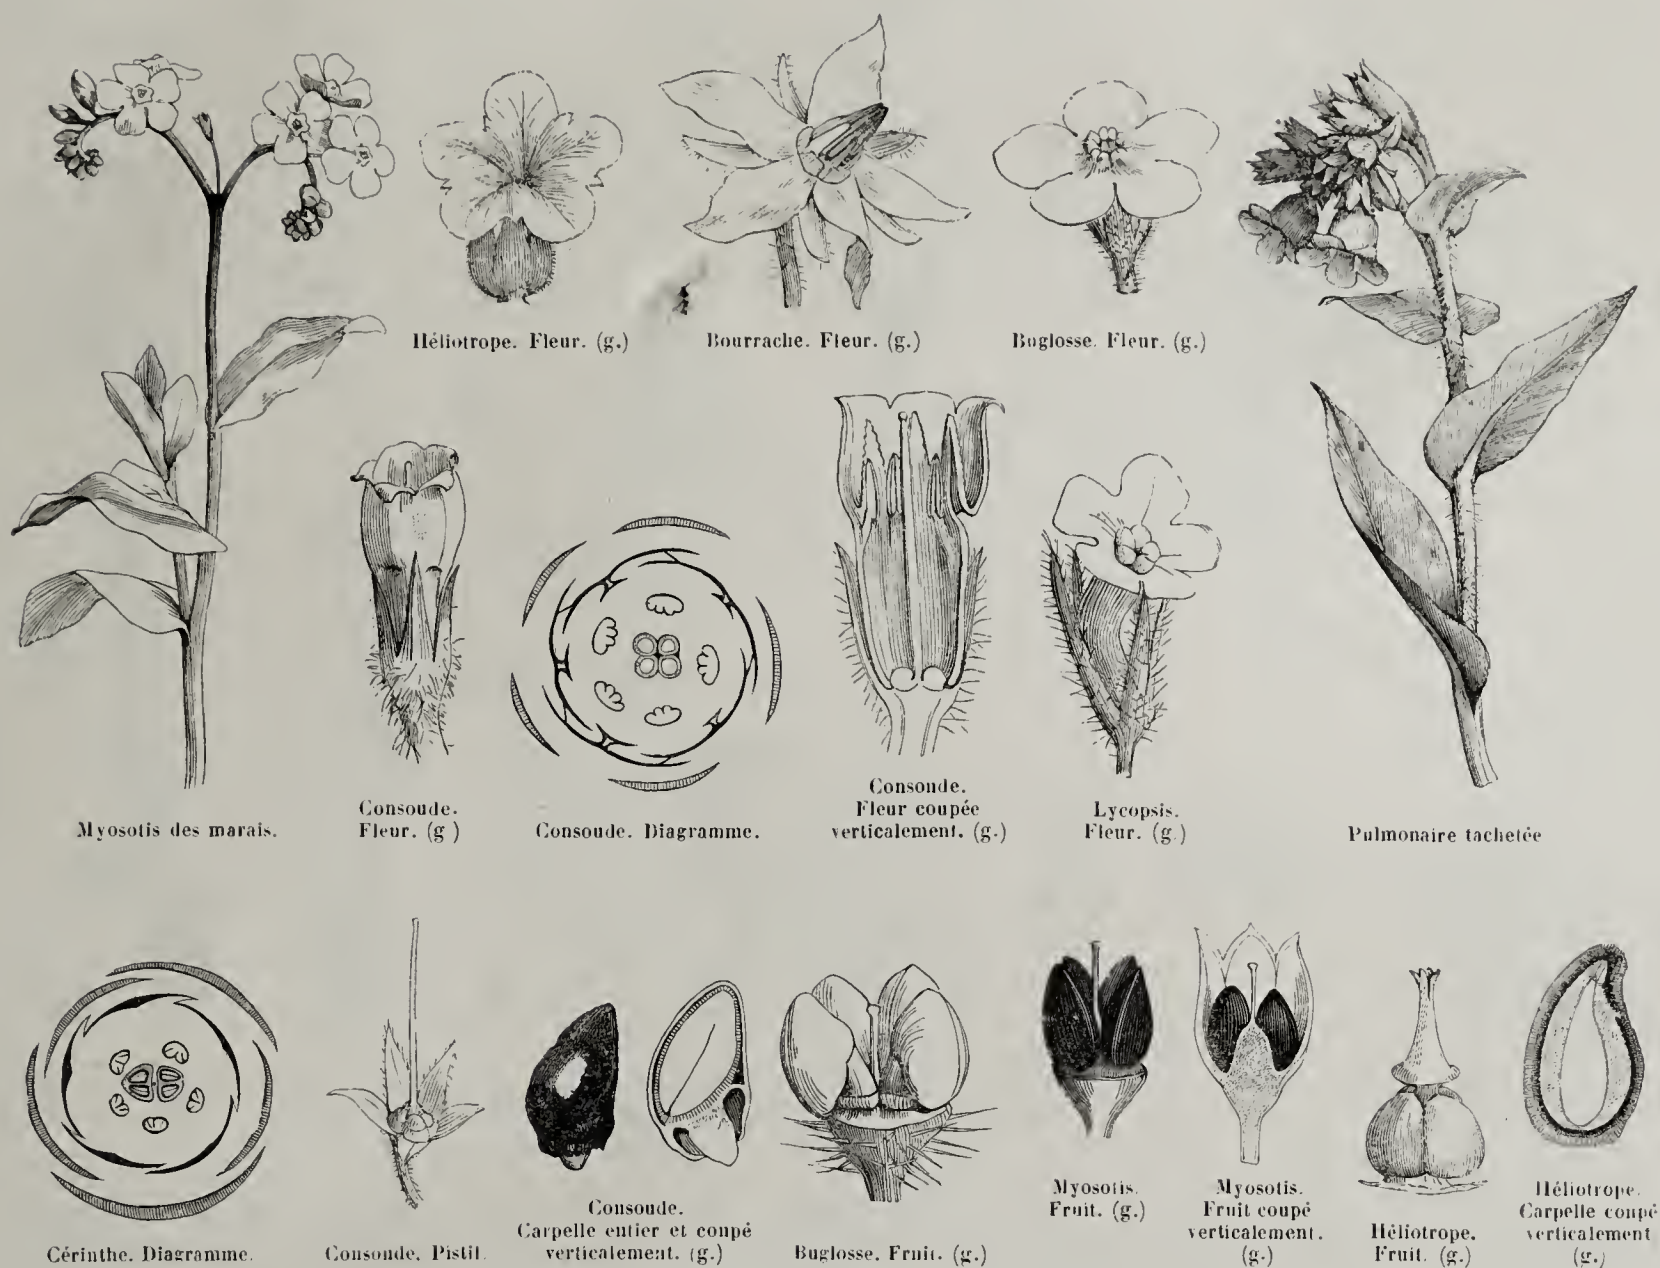 Héliotrope. Fleur. (g.)
Bourrache. Fleur. (g.)
Buglosse. Fleur. (g.)
Myosotis des marais.
Consoude.
Fleur. (g )
Consoude. Diagramme.
Consoude.
Fleur coupée
verticalement. (g.)
Lycopsis.
Fleur. (g.)
Pulmonaire tachetée
Cérinthe. Diagramme.
Consoude. Pistil
Consoude.
Carpelle entier et coupé
verticalement. (g.)
Buglosse. Fruit. (g.)
Myosotis.
Fruit. (g.)
Myosotis.
Fruit coupé
verticalement.
(g.)
Héliotrope.
Fruit. (g.)
Héliotrope.
Carpelle coupé
verticalement
(g.)